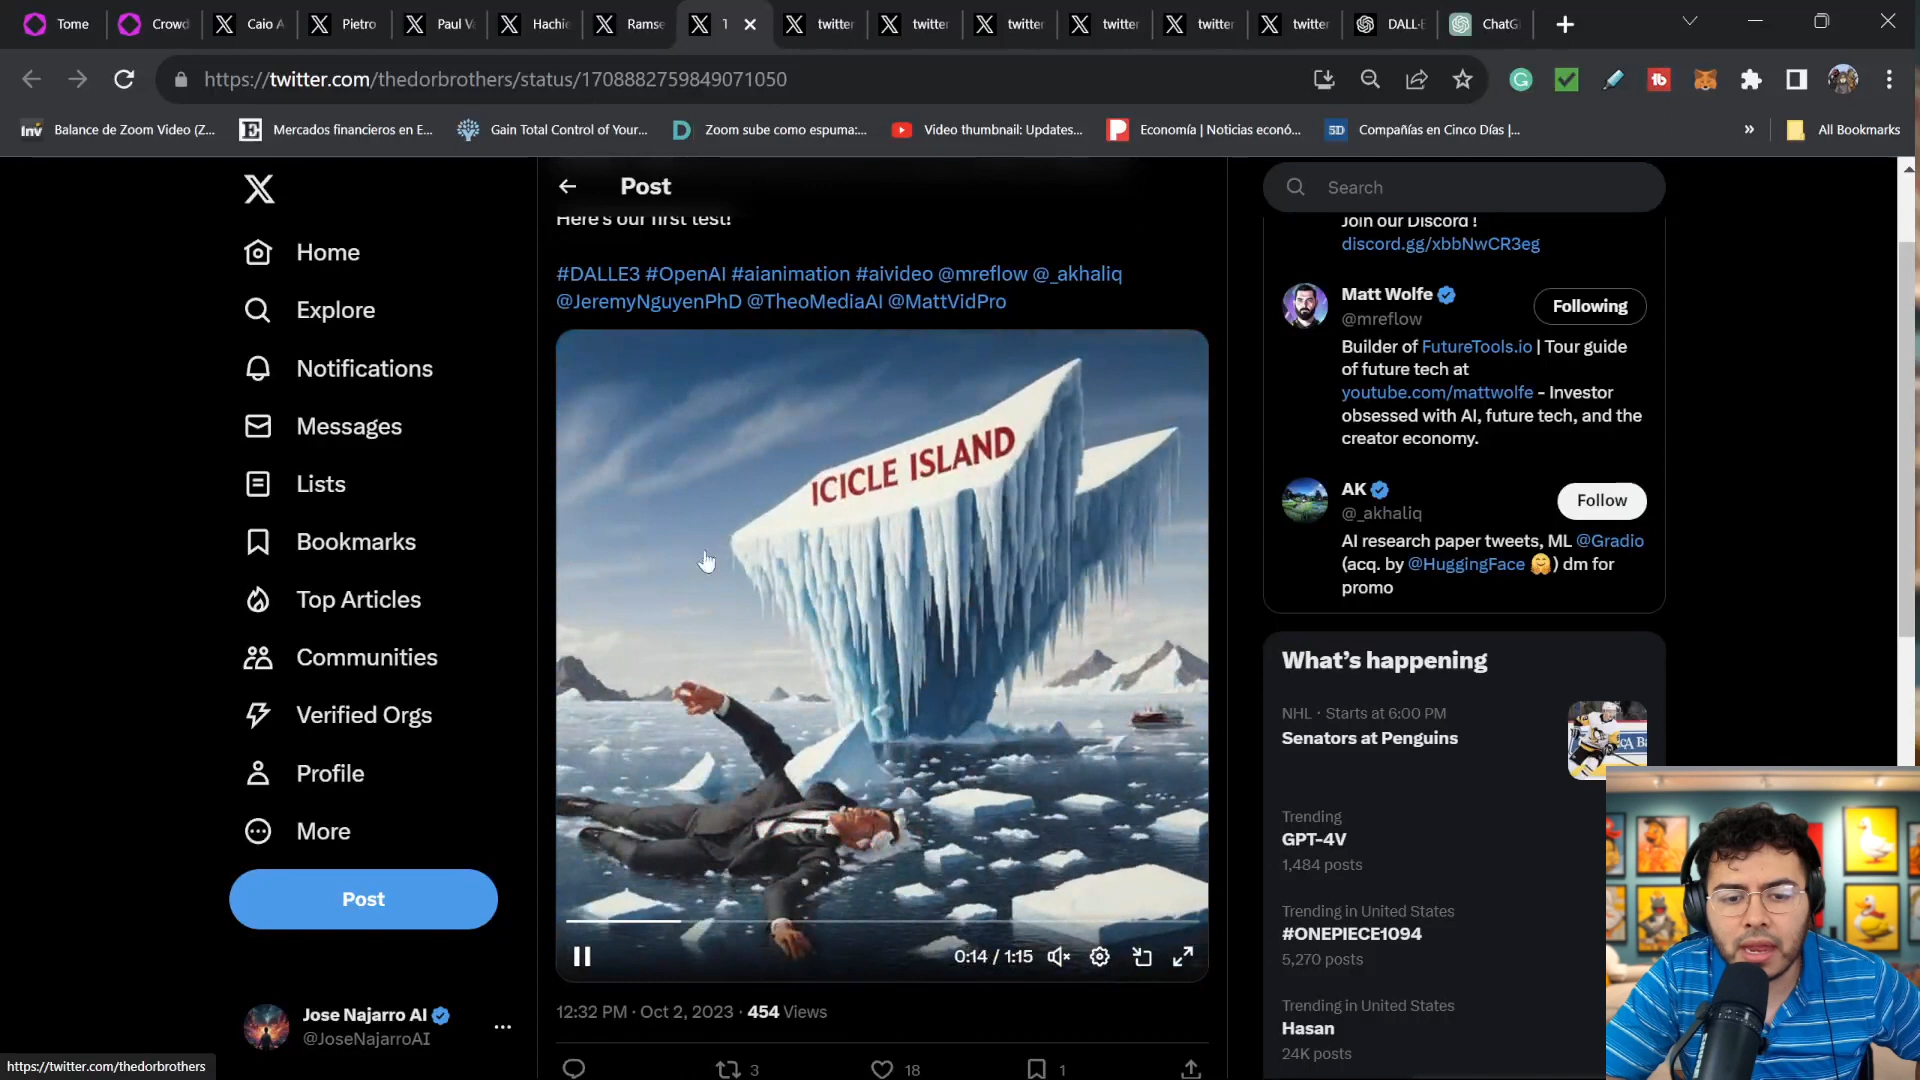 Tome
Crowd
Caio A
Pietro
Paul V
Hachi
Ramse
T
twitter
twitter
twitter
twitter
twitter
twitter
DALL·E
ChatG
https://twitter.com/thedorbrothers/status/1708882759849071050
Inv Balance de Zoom Video (Z...
E Mercados financieros en E...
Gain Total Control of Your...
D Zoom sube como espuma:...
Video thumbnail: Updates...
P Economía | Noticias econó...
5D Compañías en Cinco Días |...
»
All Bookmarks
Home
Explore
Notifications
Messages
Lists
Bookmarks
Top Articles
Communities
Verified Orgs
Profile
More
Post
Jose Najarro AI
@JoseNajarroAI
https://twitter.com/thedorbrothers
Post
Here's our first test!
#DALLE3 #OpenAI #aianimation #aivideo @mreflow @_akhaliq
@JeremyNguyenPhD @TheoMediaAI @MattVidPro
ICICLE ISLAND
0:14 / 1:15
12:32 PM · Oct 2, 2023 · 454 Views
3
18
1
Search
Join our Discord !
discord.gg/xbbNwCR3eg
Matt Wolfe
@mreflow
Following
Builder of FutureTools.io | Tour guide
of future tech at
youtube.com/mattwolfe - Investor
obsessed with AI, future tech, and the
creator economy.
AK
@_akhaliq
Follow
AI research paper tweets, ML @Gradio
(acq. by @HuggingFace 🤗) dm for
promo
What's happening
NHL · Starts at 6:00 PM
Senators at Penguins
Trending
GPT-4V
1,484 posts
Trending in United States
#ONEPIECE1094
5,270 posts
Trending in United States
Hasan
24K posts